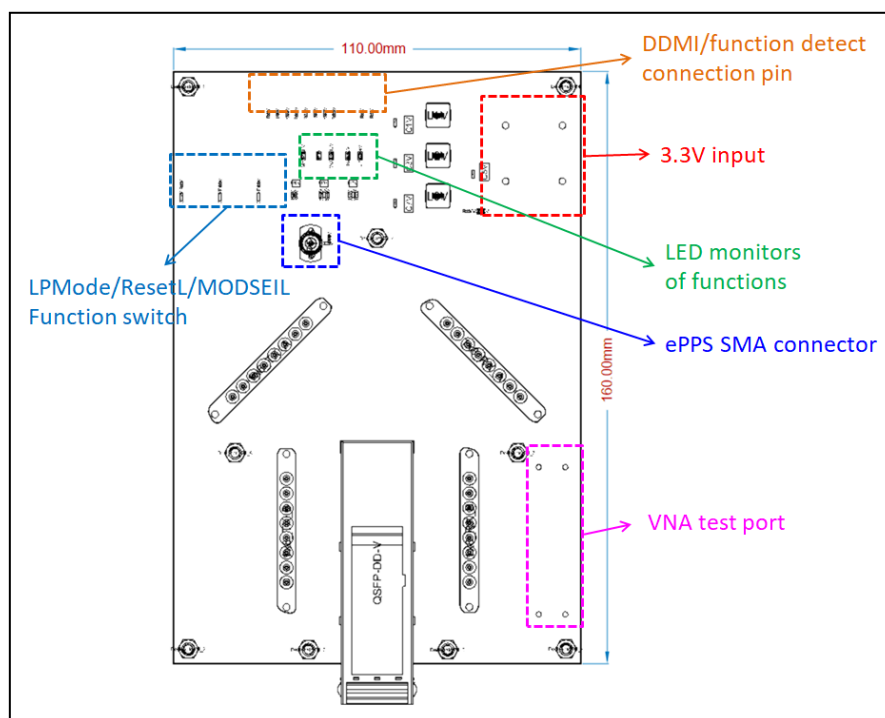 110.00mm
DDMI/function detect
connection pin
3.3V input
LED monitors
of functions
LPMode/ResetL/MODSEIL
Function switch
ePPS SMA connector
160.00mm
VNA test port
QSFP-DD-V